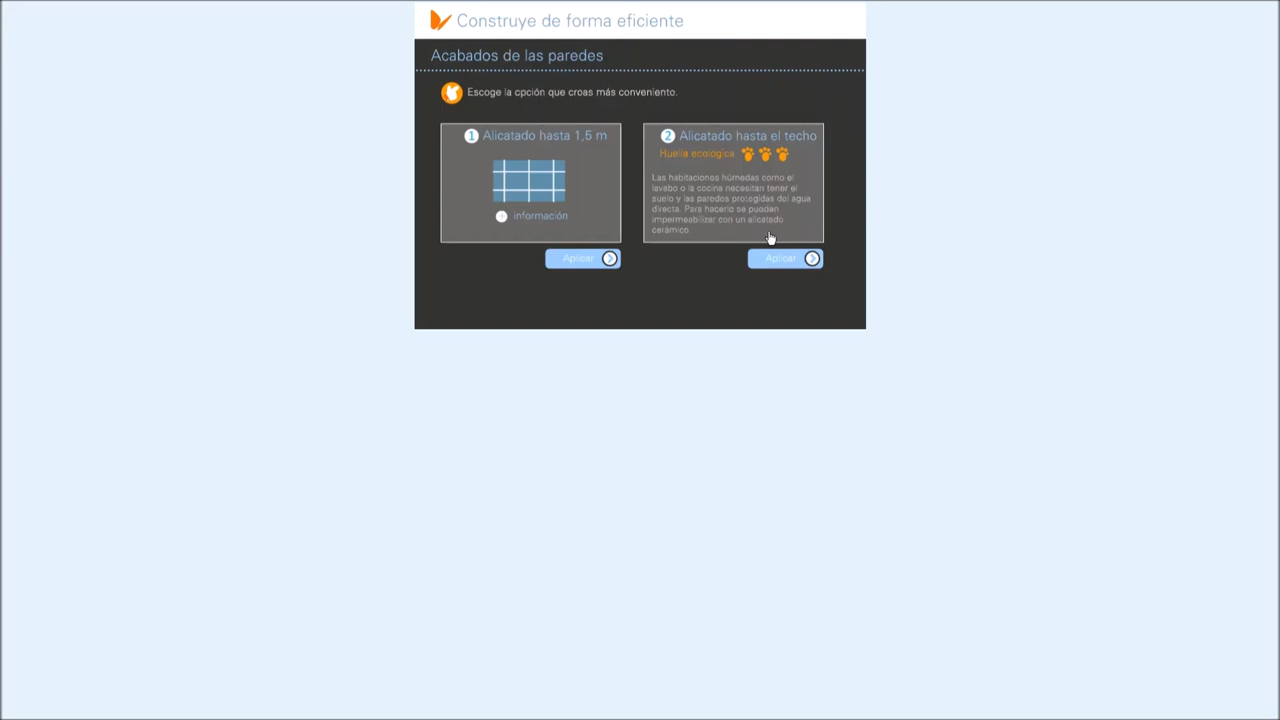 Construye de forma eficiente
Acabados de las paredes
Escoge la opción que creas más conveniente.
1 Alicatado hasta 1,5 m
información
Aplicar
2 Alicatado hasta el techo
Huella ecológica
Las habitaciones húmedas como el
lavabo o la cocina necesitan tener el
suelo y las paredes protegidas del agua
directa. Para hacerlo se pueden
impermeabilizar con un alicatado
cerámico.
Aplicar